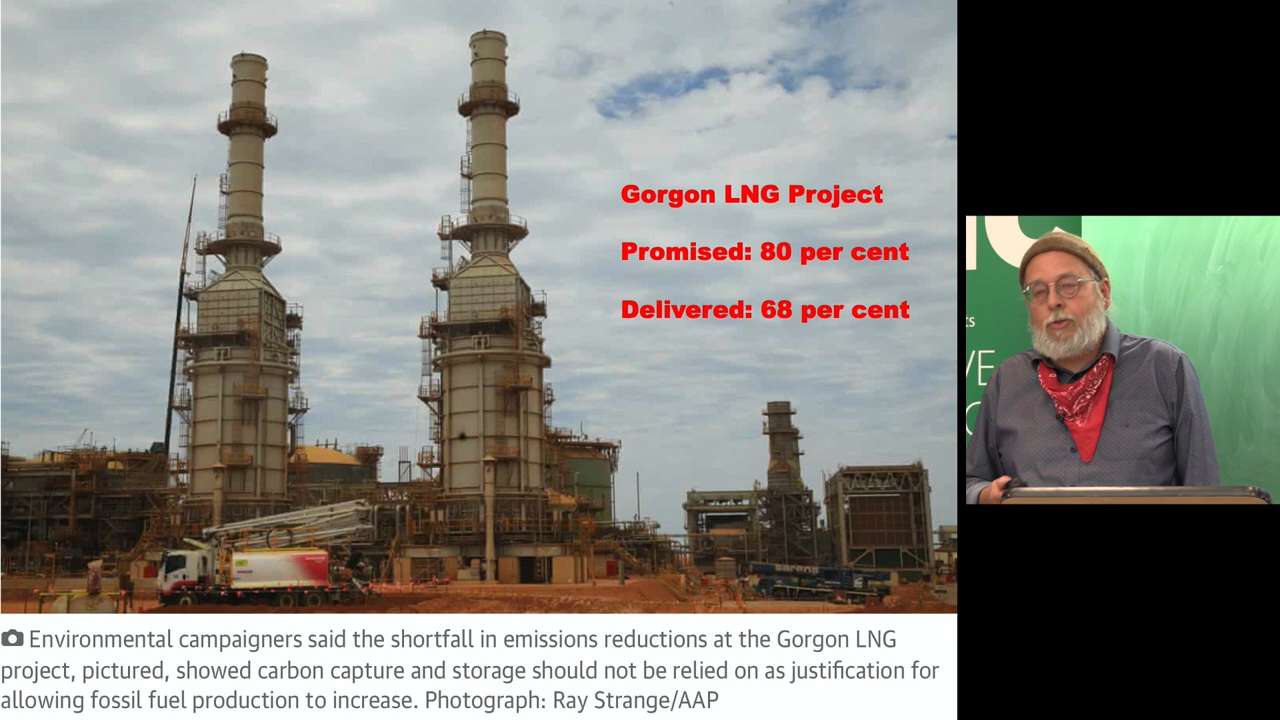 Gorgon LNG Project
Promised: 80 per cent
Delivered: 68 per cent
Environmental campaigners said the shortfall in emissions reductions at the Gorgon LNG
project, pictured, showed carbon capture and storage should not be relied on as justification for
allowing fossil fuel production to increase. Photograph: Ray Strange/AAP